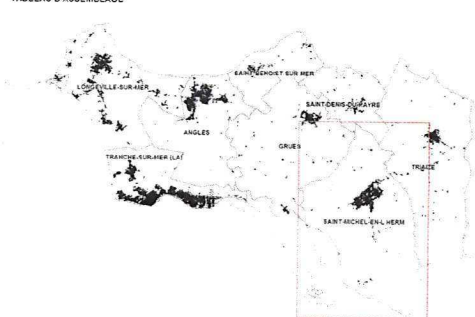 TABLEAU D'ASSEMBLAGE
SAINT-BENOIST-SUR-MER
LONGEVILLE-SUR-MER
SAINT-DENIS-DU-PAYRE
ANGLES
GRUES
TRANCHE-SUR-MER (LA)
TRIAIZE
SAINT-MICHEL-EN-L'HERM